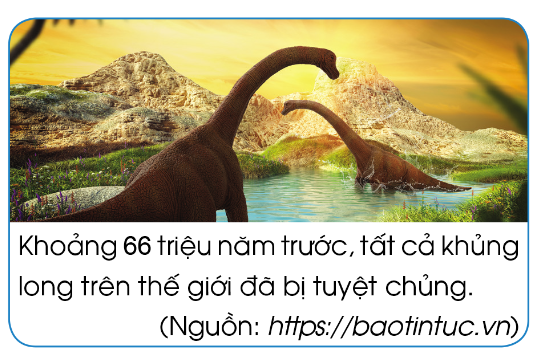 Khoảng 66 triệu năm trước, tất cả khủng
long trên thế giới đã bị tuyệt chủng.
(Nguồn: https://baotintuc.vn)